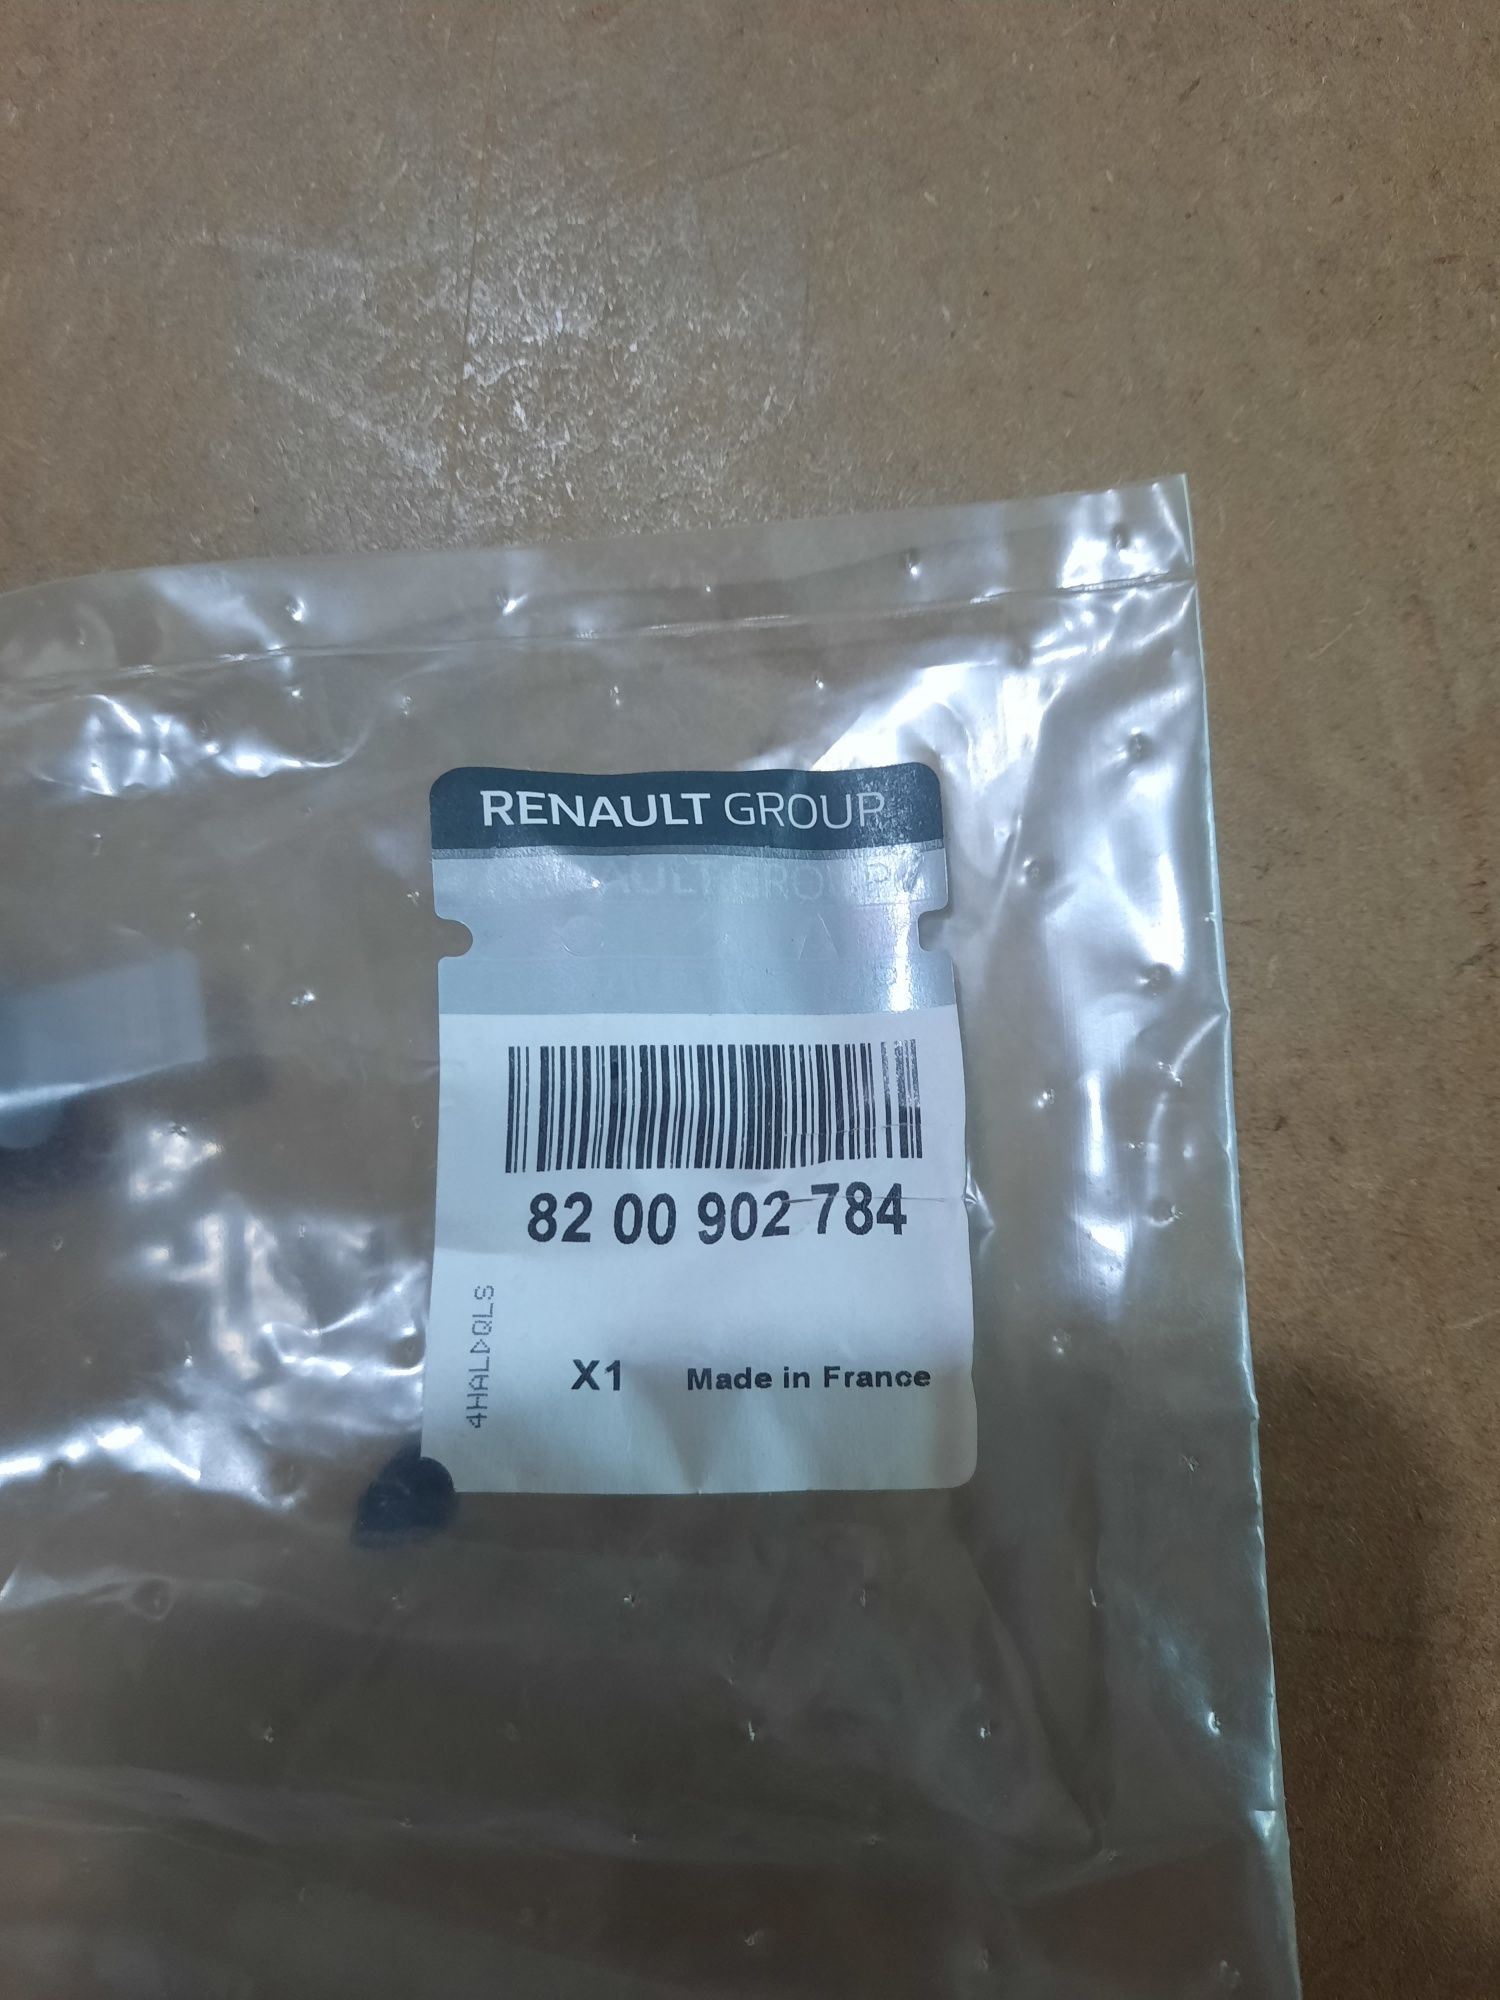 RENAULT GROUP
82 00 902 784
4HALDQLS
X1 Made in France